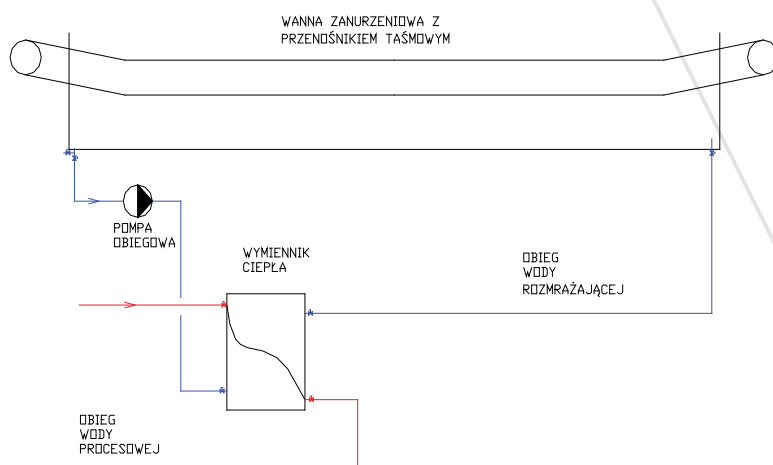 WANNA ZANURZENIOWA Z
PRZENOŚNIKIEM TAŚMOWYM
POMPA
OBIEGOWA
WYMIENNIK
CIEPŁA
OBIEG
WODY
ROZMRAŻAJĄCEJ
OBIEG
WODY
PROCESOWEJ